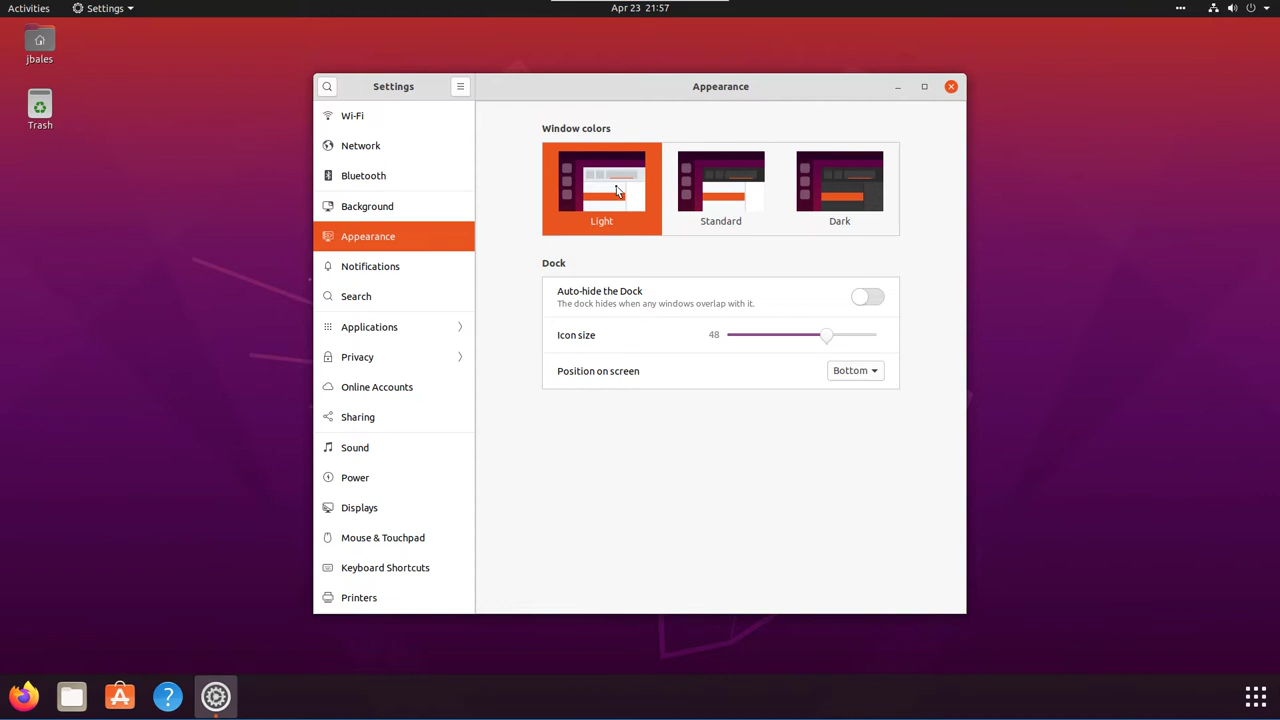 Activities
Settings
Apr 23 21:57
jbales
Trash
Settings
Appearance
Wi-Fi
Network
Bluetooth
Background
Appearance
Notifications
Search
Applications
Privacy
Online Accounts
Sharing
Sound
Power
Displays
Mouse & Touchpad
Keyboard Shortcuts
Printers
Window colors
Light
Standard
Dark
Dock
Auto-hide the Dock
The dock hides when any windows overlap with it.
Icon size
48
Position on screen
Bottom